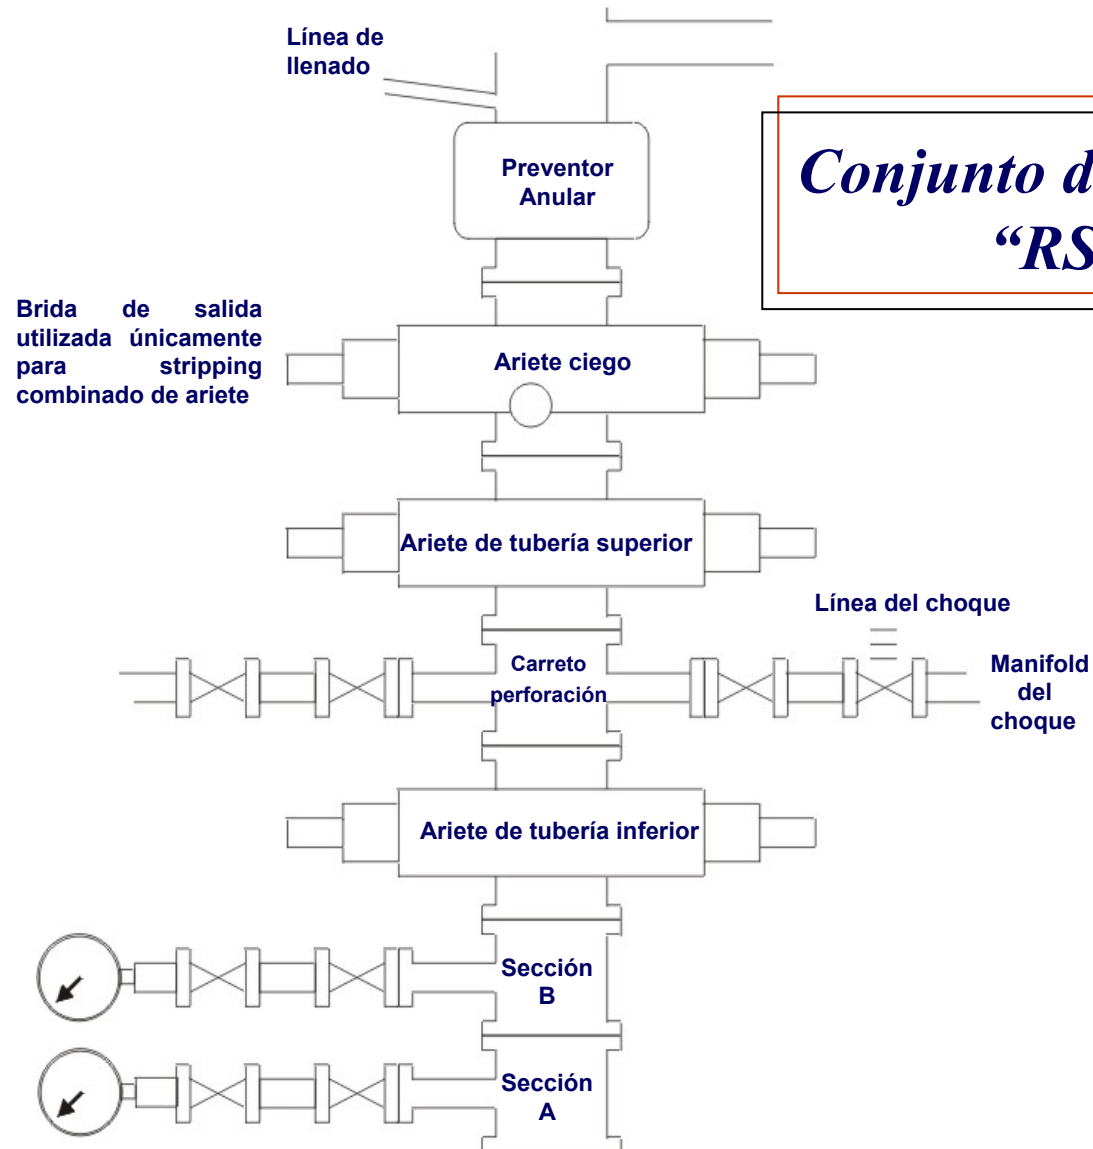 Línea de
llenado
Conjunto d
“RS
Preventor
Anular
Brida de salida
utilizada únicamente
para stripping
combinado de ariete
Ariete ciego
Ariete de tubería superior
Línea del choque
Carreto
perforación
Manifold
del
choque
Ariete de tubería inferior
Sección
B
Sección
A